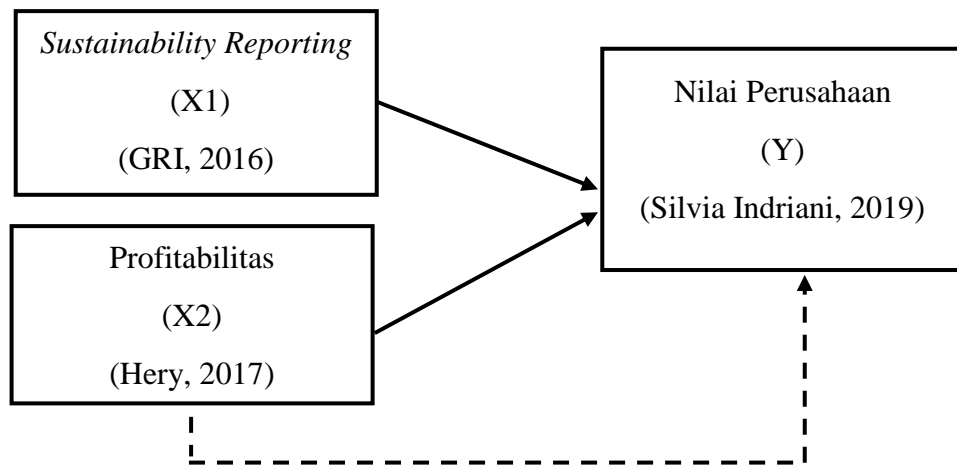 Sustainability Reporting
(X1)
(GRI, 2016)
Nilai Perusahaan
(Y)
(Silvia Indriani, 2019)
Profitabilitas
(X2)
(Hery, 2017)